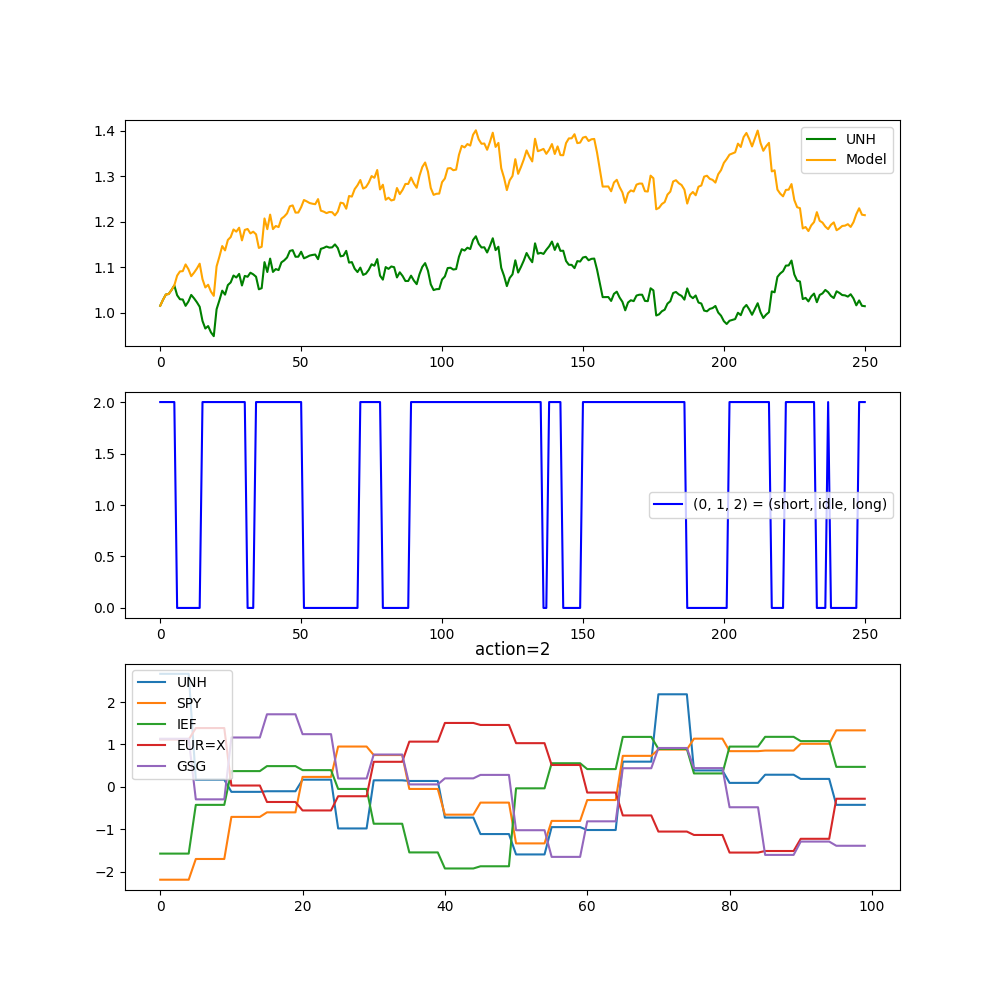 1.4
1.3
1.2
1.1
1.0
UNH
Model
0 50 100 150 200 250
2.0
1.5
1.0
0.5
0.0
(0, 1, 2) = (short, idle, long)
0 50 100 150 200 250
action=2
2
1
0
−1
−2
UNH
SPY
IEF
EUR=X
GSG
0 20 40 60 80 100